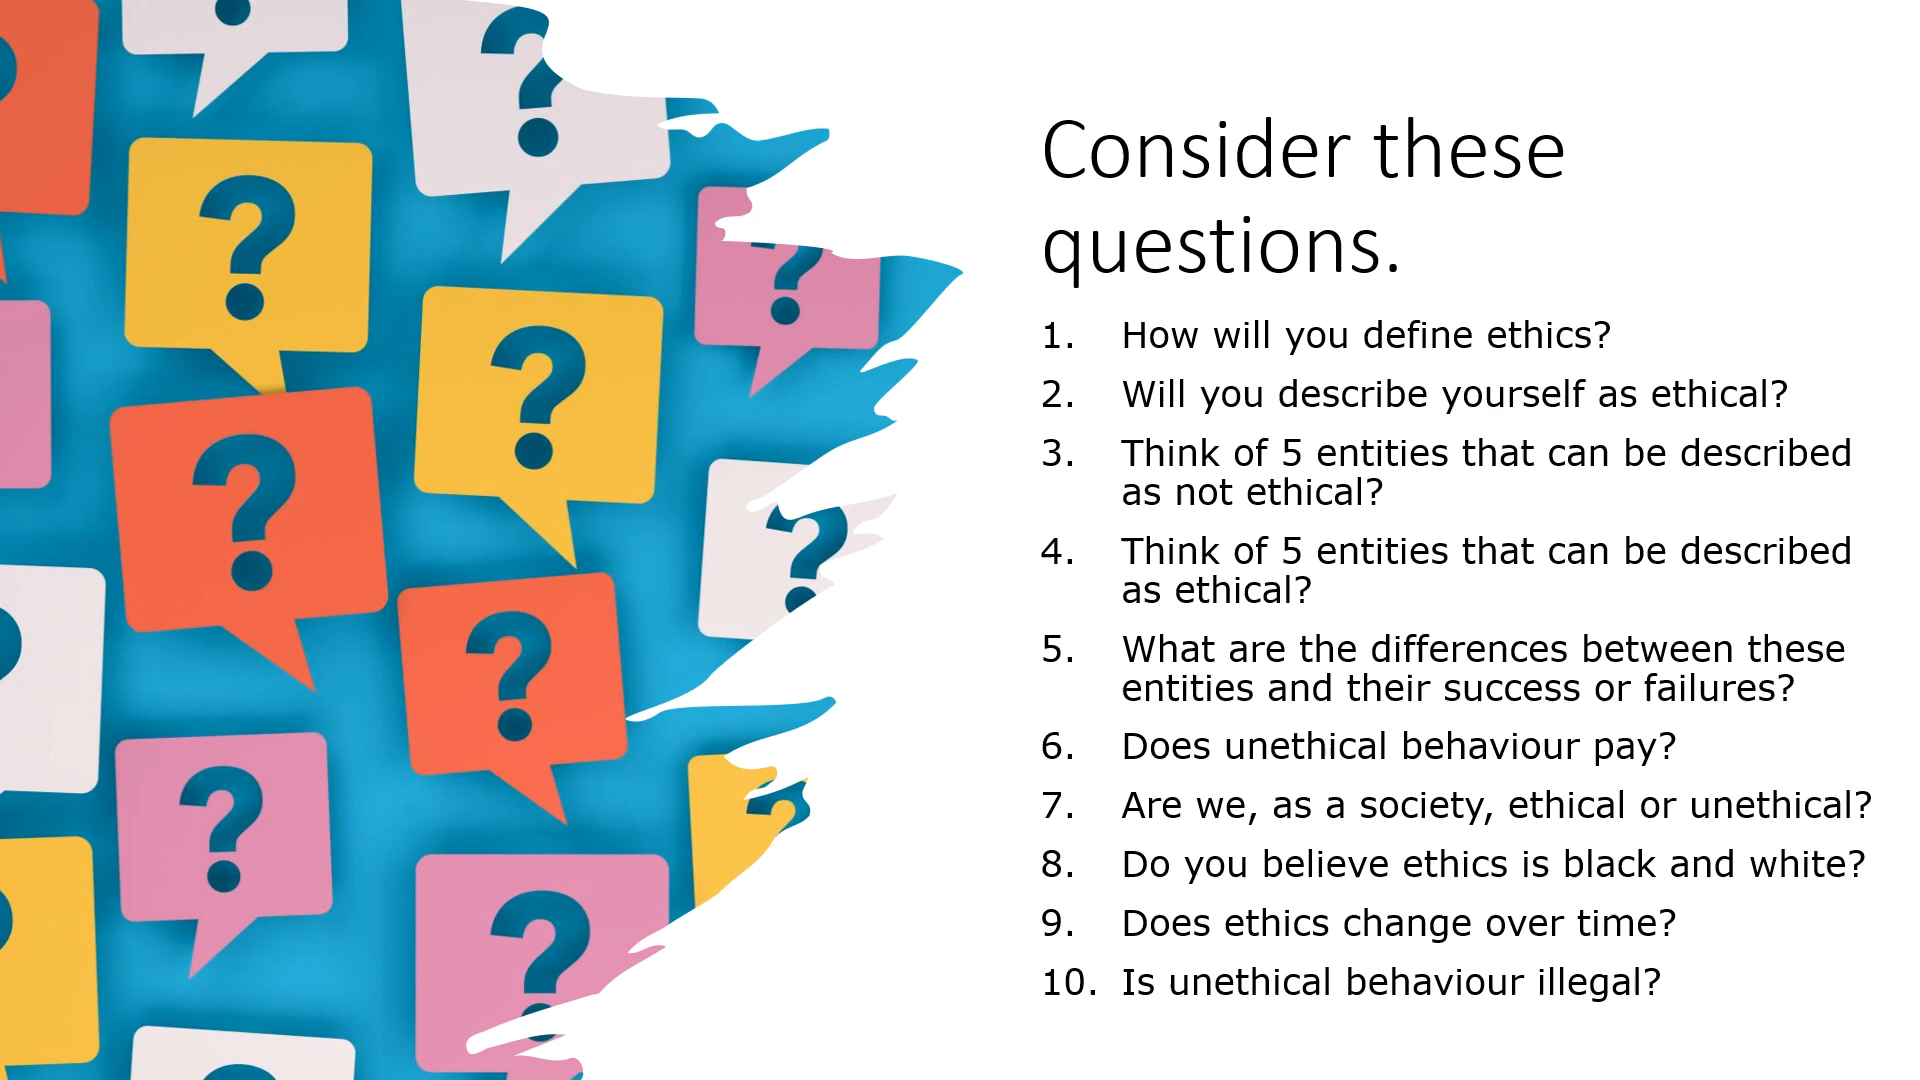 Consider these
questions.
1. How will you define ethics?
2. Will you describe yourself as ethical?
3. Think of 5 entities that can be described
as not ethical?
4. Think of 5 entities that can be described
as ethical?
5. What are the differences between these
entities and their success or failures?
6. Does unethical behaviour pay?
7. Are we, as a society, ethical or unethical?
8. Do you believe ethics is black and white?
9. Does ethics change over time?
10. Is unethical behaviour illegal?